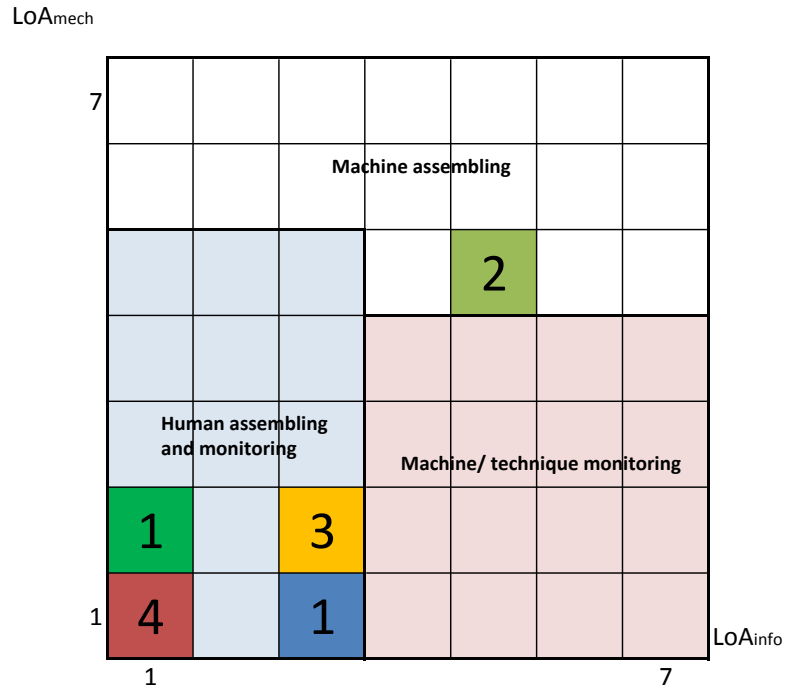 LoAmech
7
Machine assembling
2
Human assembling
and monitoring
Machine/ technique monitoring
1
3
1
4
1
LoAinfo
1
7